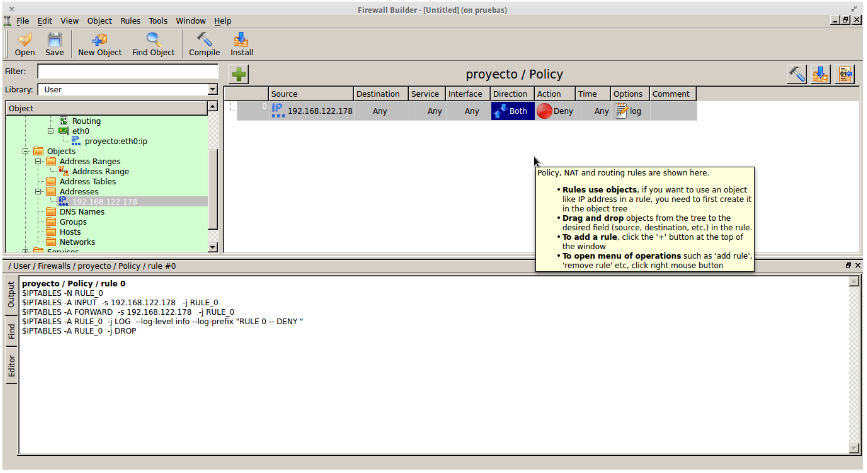 Firewall Builder - [Untitled] (on pruebas)
File Edit View Object Rules Tools Window Help
Open Save New Object Find Object Compile Install
Filter:
Library: User
proyecto / Policy
Object
Routing
eth0
proyecto:eth0:ip
Objects
Address Ranges
Address Range
Address Tables
Addresses
192.168.122.178
DNS Names
Groups
Hosts
Networks
Services
Source Destination Service Interface Direction Action Time Options Comment
0 IP 192.168.122.178 Any Any Any Both Deny Any log
Policy, NAT and routing rules are shown here.
• Rules use objects, if you want to use an object
like IP address in a rule, you need to first create it
in the object tree
• Drag and drop objects from the tree to the
desired field (source, destination, etc.) in the rule.
• To add a rule, click the '+' button at the top of
the window
• To open menu of operations such as 'add rule',
'remove rule' etc, click right mouse button
/ User / Firewalls / proyecto / Policy / rule #0
Output
Find
Editor
proyecto / Policy / rule 0
$IPTABLES -N RULE_0
$IPTABLES -A INPUT -s 192.168.122.178 -j RULE_0
$IPTABLES -A FORWARD -s 192.168.122.178 -j RULE_0
$IPTABLES -A RULE_0 -j LOG --log-level info --log-prefix "RULE 0 -- DENY "
$IPTABLES -A RULE_0 -j DROP